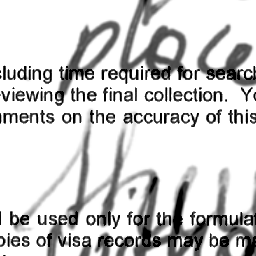 place
cluding time required for search
viewing the final collection. Yo
ments on the accuracy of this
l be used only for the formulat
pies of visa records may be ma